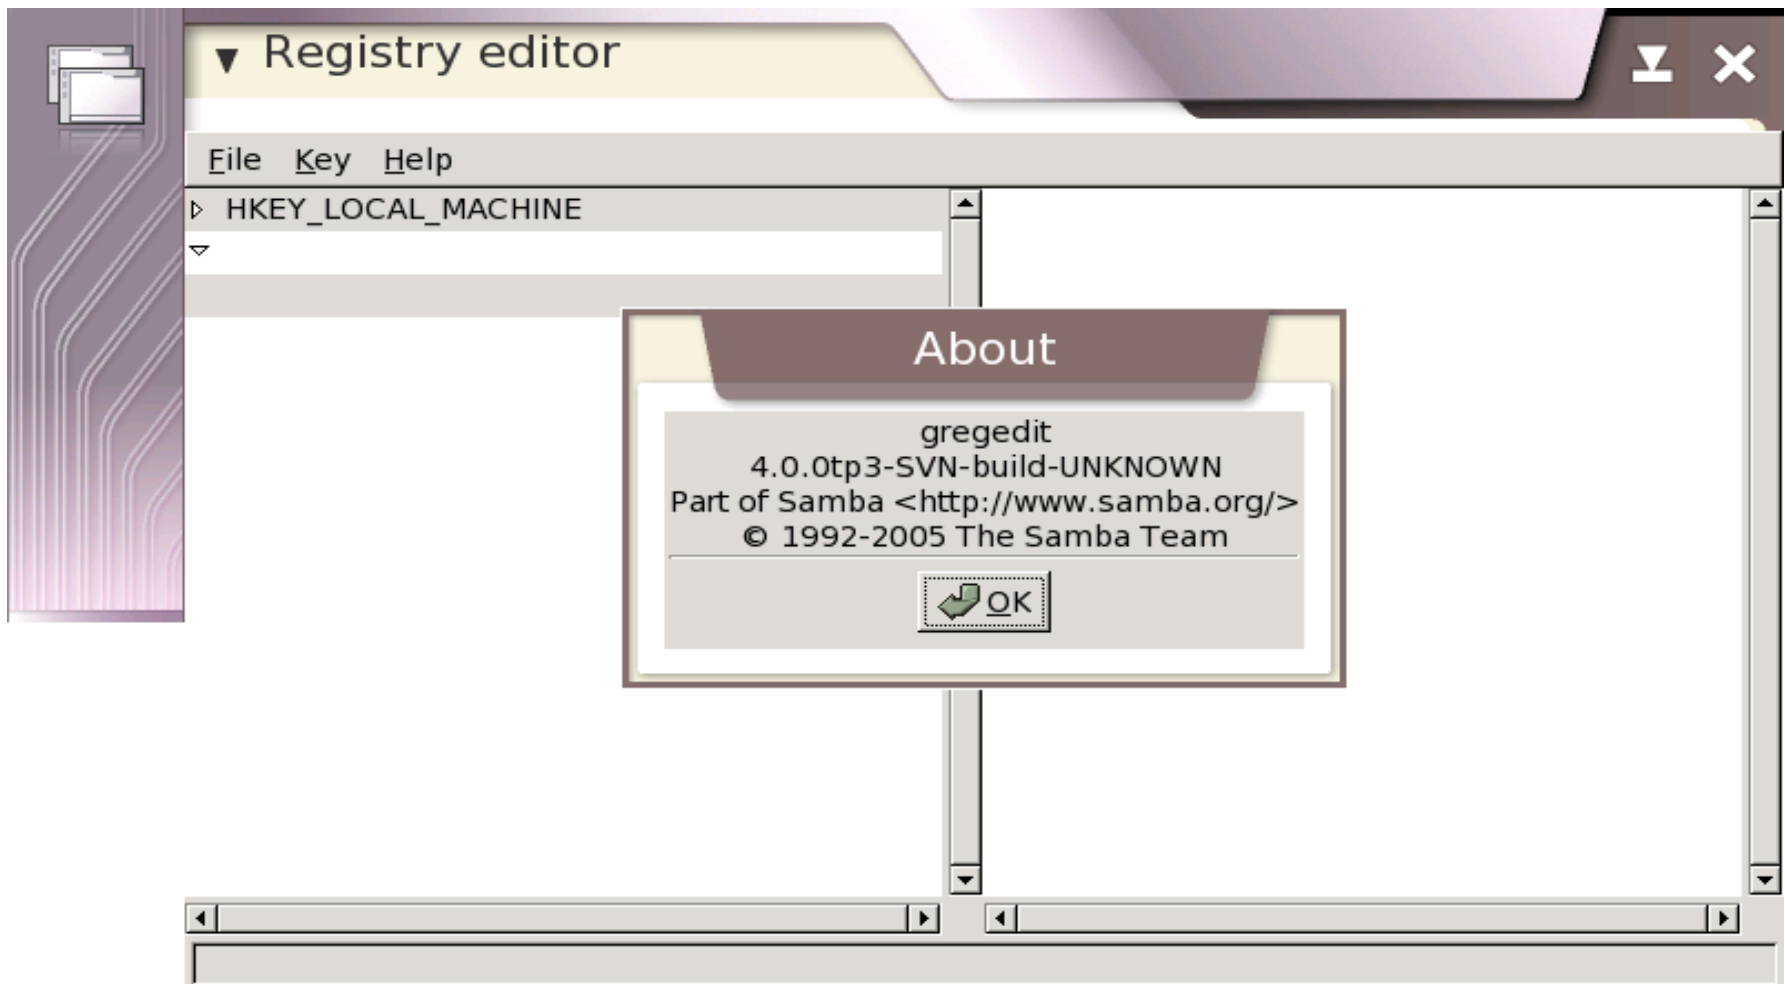 Registry editor
File Key Help
HKEY_LOCAL_MACHINE
About
gregedit
4.0.0tp3-SVN-build-UNKNOWN
Part of Samba <http://www.samba.org/>
© 1992-2005 The Samba Team
OK